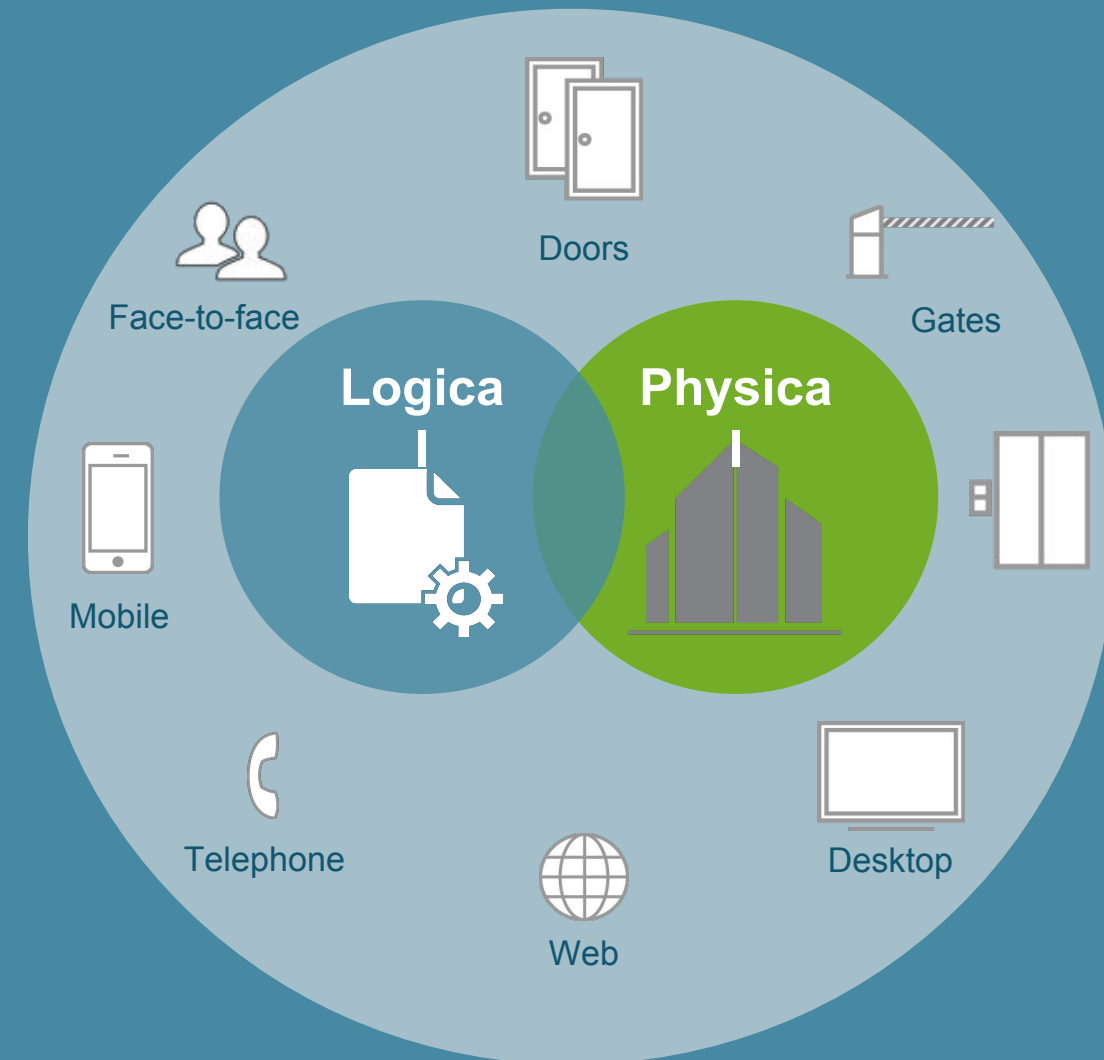 Doors
Face-to-face
Gates
Logica
l
Physica
l
Mobile
Telephone
Desktop
Web